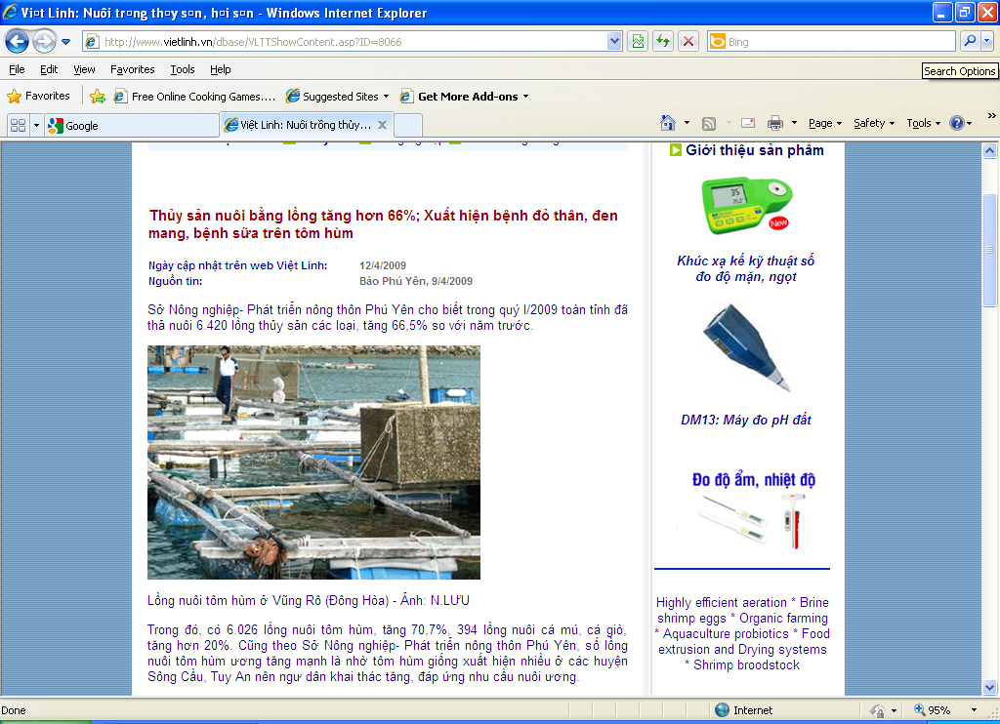 Việt Linh: Nuôi trồng thủy sản, hải sản - Windows Internet Explorer
http://www.vietlinh.vn/dbase/VLTTShowContent.asp?ID=8066
Bing
File Edit View Favorites Tools Help
Search Options
Favorites Free Online Cooking Games.... Suggested Sites Get More Add-ons
Google Việt Linh: Nuôi trồng thủy... Page Safety Tools »
Giới thiệu sản phẩm
35
New
Khúc xạ kế kỹ thuật số
đo độ mặn, ngọt
DM13: Máy đo pH đất
Đo độ ẩm, nhiệt độ
Highly efficient aeration * Brine
shrimp eggs * Organic farming
* Aquaculture probiotics * Food
extrusion and Drying systems
* Shrimp broodstock
Thủy sản nuôi bằng lồng tăng hơn 66%; Xuất hiện bệnh đỏ thân, đen
mang, bệnh sữa trên tôm hùm
Ngày cập nhật trên web Việt Linh: 12/4/2009
Nguồn tin: Báo Phú Yên, 9/4/2009
Sở Nông nghiệp- Phát triển nông thôn Phú Yên cho biết trong quý I/2009 toàn tỉnh đã
thả nuôi 6.420 lồng thủy sản các loại, tăng 66,5% so với năm trước.
Lồng nuôi tôm hùm ở Vũng Rô (Đông Hòa) - Ảnh: N.LƯU
Trong đó, có 6.026 lồng nuôi tôm hùm, tăng 70,7%, 394 lồng nuôi cá mú, cá giò,
tăng hơn 20%. Cũng theo Sở Nông nghiệp- Phát triển nông thôn Phú Yên, số lồng
nuôi tôm hùm ương tăng mạnh là nhờ tôm hùm giống xuất hiện nhiều ở các huyện
Sông Cầu, Tuy An nên ngư dân khai thác tăng, đáp ứng nhu cầu nuôi ương.
Done Internet 95%